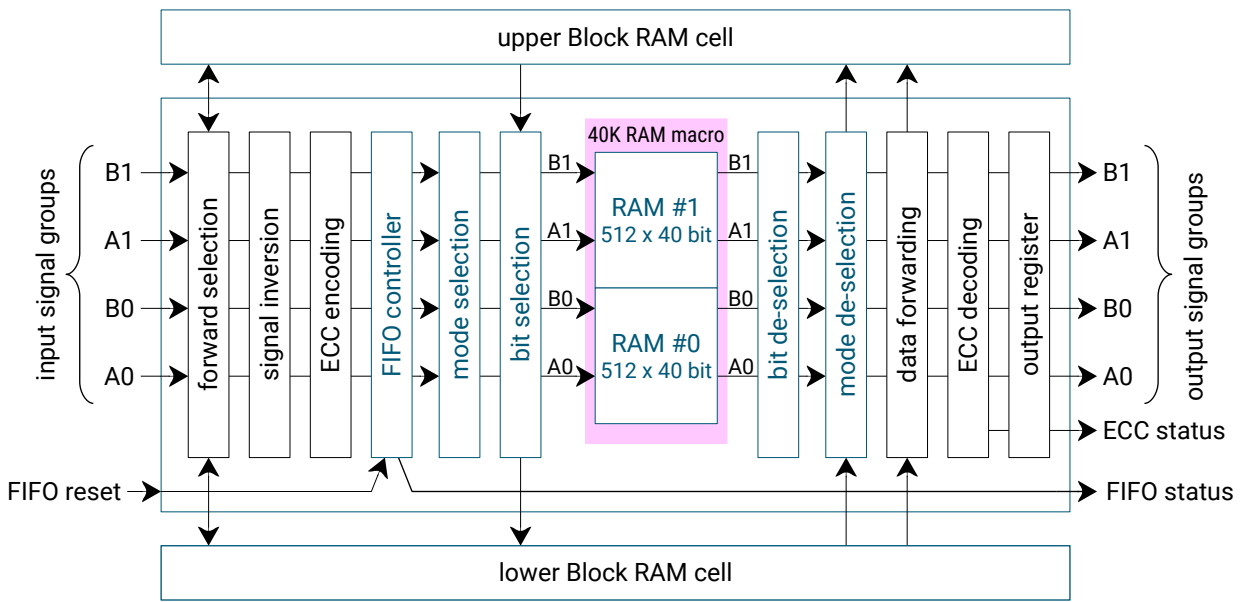 upper Block RAM cell
input signal groups
B1
A1
B0
A0
forward selection
signal inversion
ECC encoding
FIFO controller
mode selection
bit selection
B1
A1
B0
A0
40K RAM macro
RAM #1
512 x 40 bit
RAM #0
512 x 40 bit
B1
A1
B0
A0
bit de-selection
mode de-selection
data forwarding
ECC decoding
output register
B1
A1
B0
A0
output signal groups
ECC status
FIFO reset
FIFO status
lower Block RAM cell